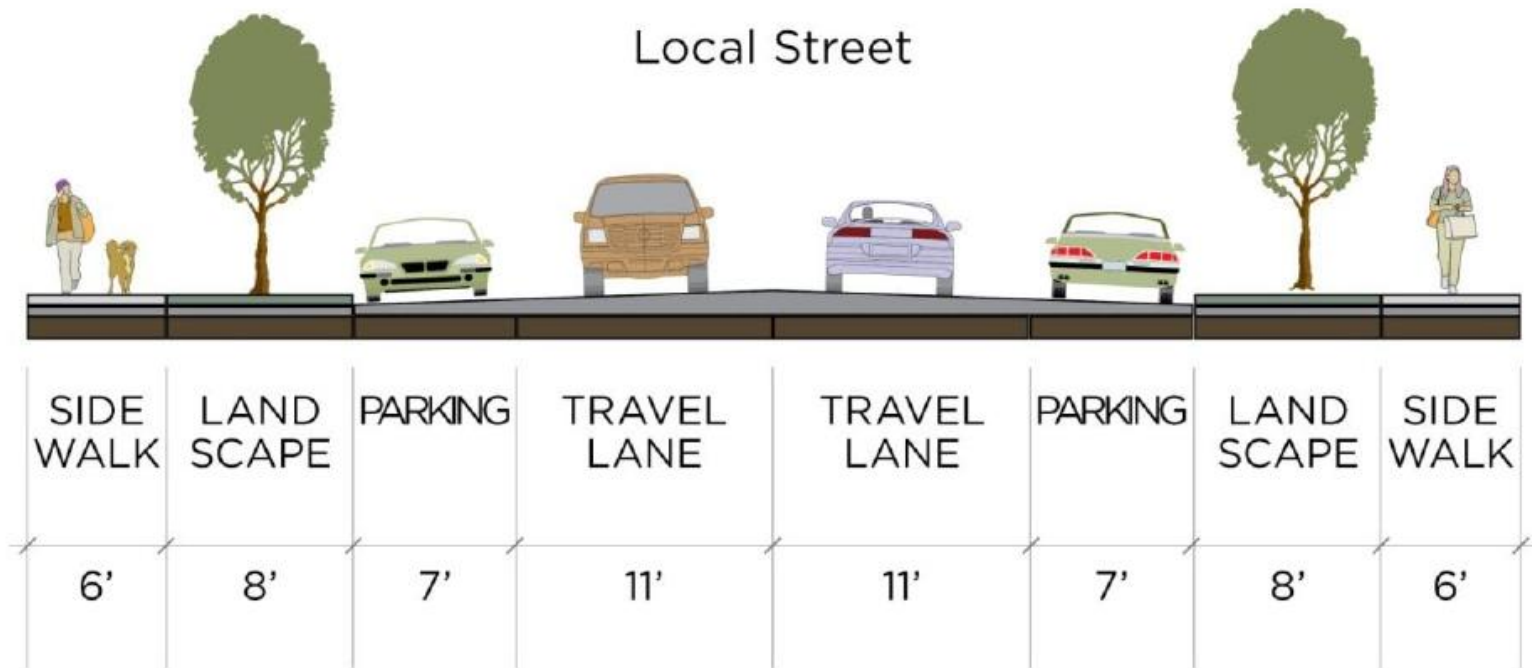 Local Street
SIDE
WALK
LAND
SCAPE
PARKING
TRAVEL
LANE
TRAVEL
LANE
PARKING
LAND
SCAPE
SIDE
WALK
6’
8’
7’
11’
11’
7’
8’
6’